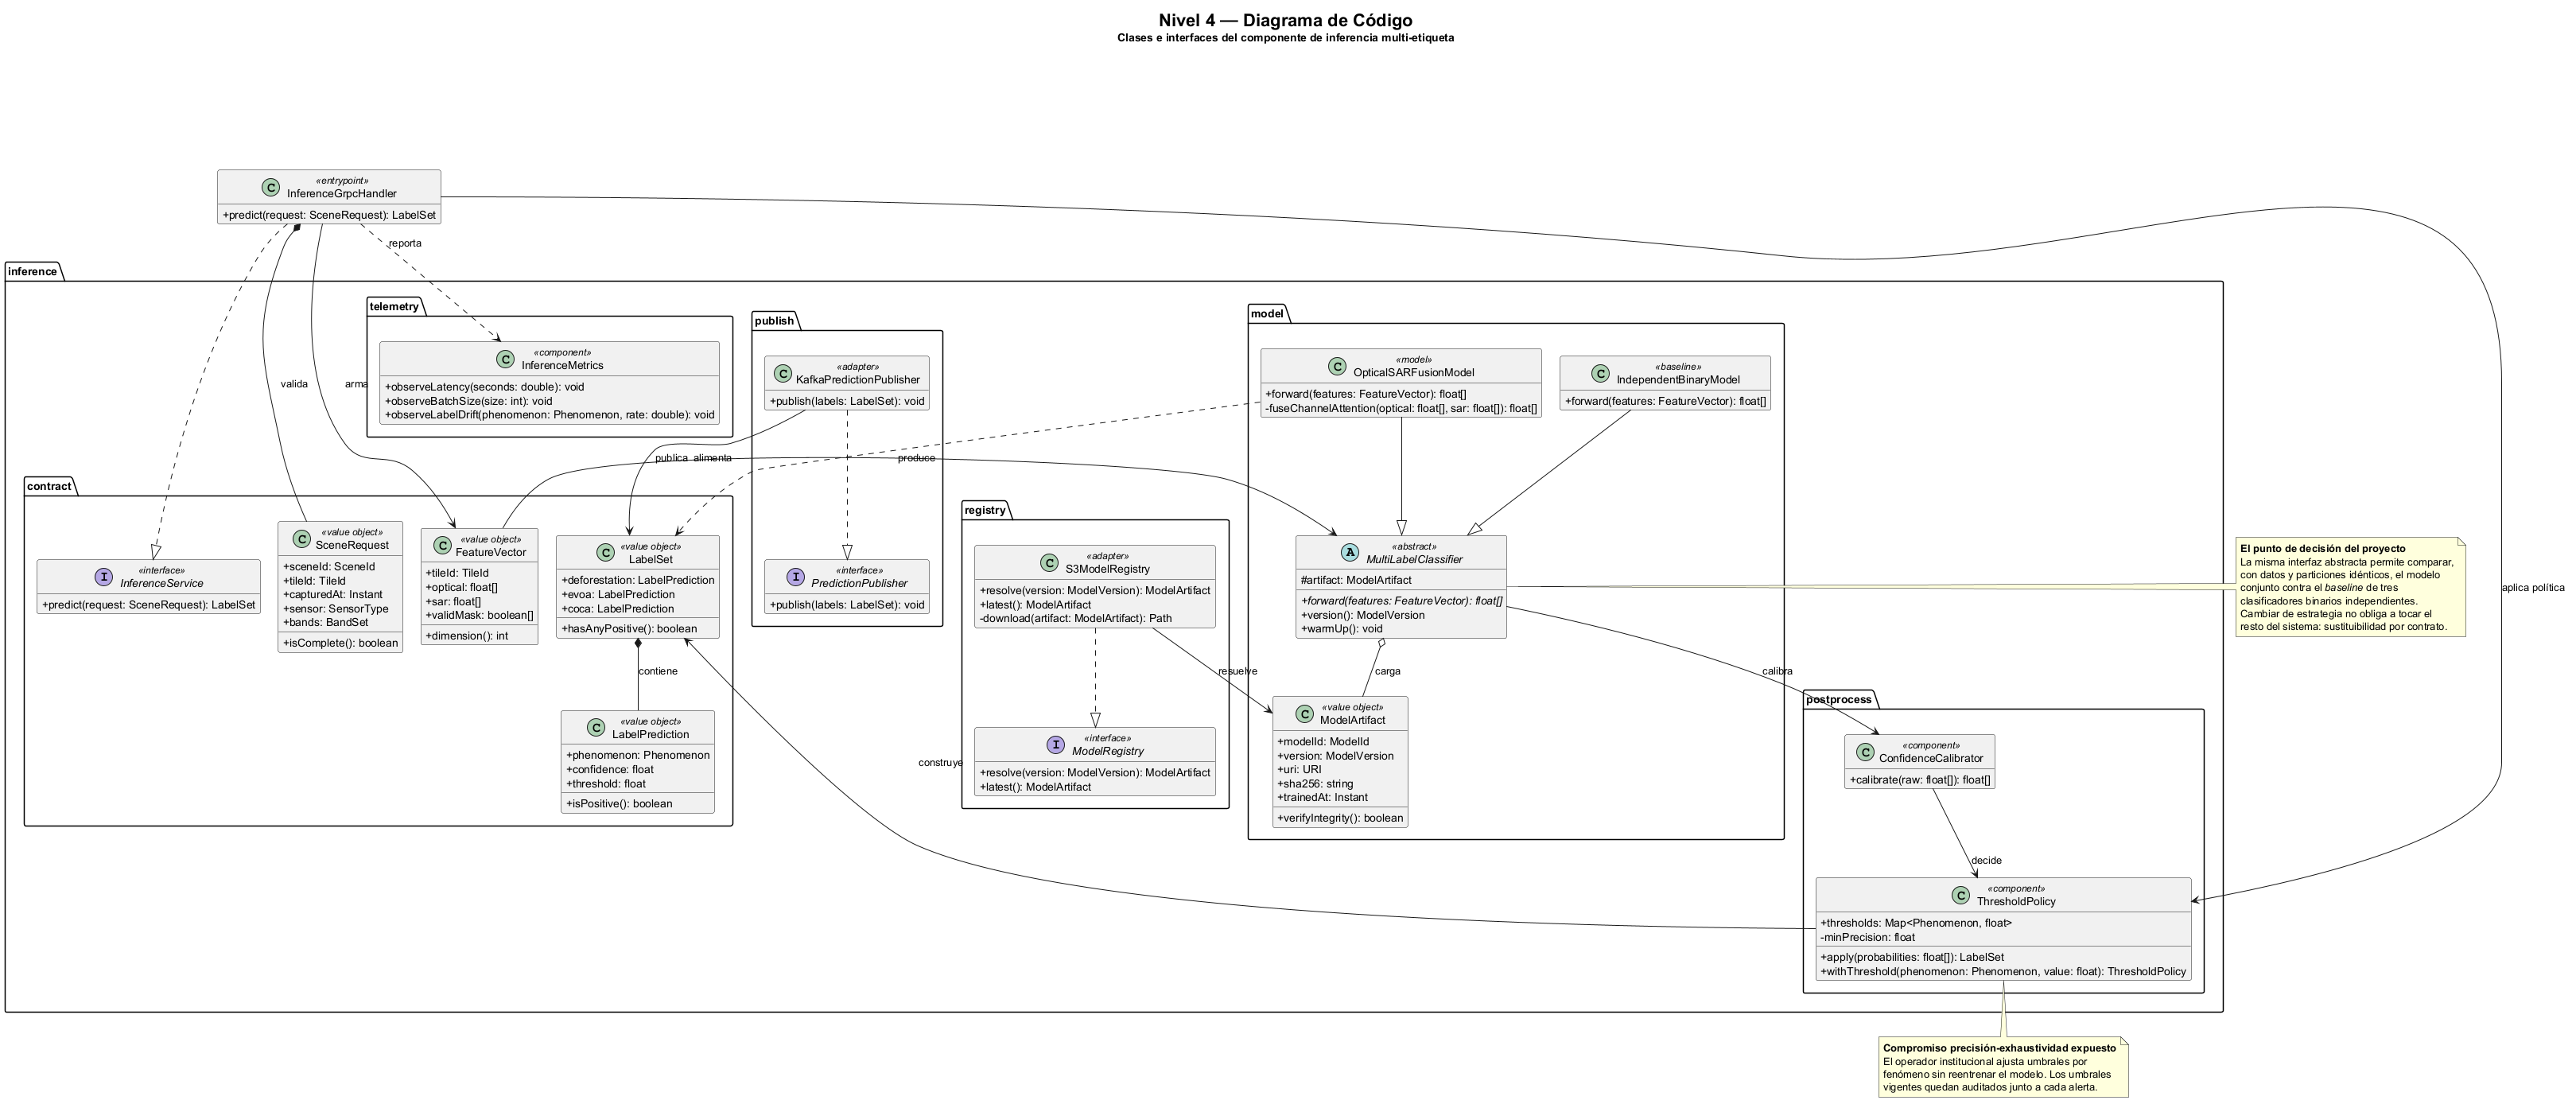 Nivel 4 — Diagrama de Código
Clases e interfaces del componente de inferencia multi-etiqueta
«entrypoint»
InferenceGrpcHandler
+predict(request: SceneRequest): LabelSet
reporta
inference
telemetry
«component»
InferenceMetrics
+observeLatency(seconds: double): void
+observeBatchSize(size: int): void
+observeLabelDrift(phenomenon: Phenomenon, rate: double): void
publish
«adapter»
KafkaPredictionPublisher
+publish(labels: LabelSet): void
«interface»
PredictionPublisher
+publish(labels: LabelSet): void
model
«model»
OpticalSARFusionModel
+forward(features: FeatureVector): float[]
-fuseChannelAttention(optical: float[], sar: float[]): float[]
«baseline»
IndependentBinaryModel
+forward(features: FeatureVector): float[]
valida
arma
publica
alimenta
produce
contract
«interface»
InferenceService
+predict(request: SceneRequest): LabelSet
«value object»
SceneRequest
+sceneId: SceneId
+tileId: TileId
+capturedAt: Instant
+sensor: SensorType
+bands: BandSet
+isComplete(): boolean
«value object»
FeatureVector
+tileId: TileId
+optical: float[]
+sar: float[]
+validMask: boolean[]
+dimension(): int
«value object»
LabelSet
+deforestation: LabelPrediction
+evoa: LabelPrediction
+coca: LabelPrediction
+hasAnyPositive(): boolean
contiene
«value object»
LabelPrediction
+phenomenon: Phenomenon
+confidence: float
+threshold: float
+isPositive(): boolean
registry
«adapter»
S3ModelRegistry
+resolve(version: ModelVersion): ModelArtifact
+latest(): ModelArtifact
-download(artifact: ModelArtifact): Path
resuelve
«interface»
ModelRegistry
+resolve(version: ModelVersion): ModelArtifact
+latest(): ModelArtifact
construye
«abstract»
MultiLabelClassifier
#artifact: ModelArtifact
+forward(features: FeatureVector): float[]
+version(): ModelVersion
+warmUp(): void
carga
calibra
«value object»
ModelArtifact
+modelId: ModelId
+version: ModelVersion
+uri: URI
+sha256: string
+trainedAt: Instant
+verifyIntegrity(): boolean
El punto de decisión del proyecto
La misma interfaz abstracta permite comparar,
con datos y particiones idénticos, el modelo
conjunto contra el baseline de tres
clasificadores binarios independientes.
Cambiar de estrategia no obliga a tocar el
resto del sistema: sustituibilidad por contrato.
aplica política
postprocess
«component»
ConfidenceCalibrator
+calibrate(raw: float[]): float[]
decide
«component»
ThresholdPolicy
+thresholds: Map<Phenomenon, float>
-minPrecision: float
+apply(probabilities: float[]): LabelSet
+withThreshold(phenomenon: Phenomenon, value: float): ThresholdPolicy
Compromiso precisión-exhaustividad expuesto
El operador institucional ajusta umbrales por
fenómeno sin reentrenar el modelo. Los umbrales
vigentes quedan auditados junto a cada alerta.